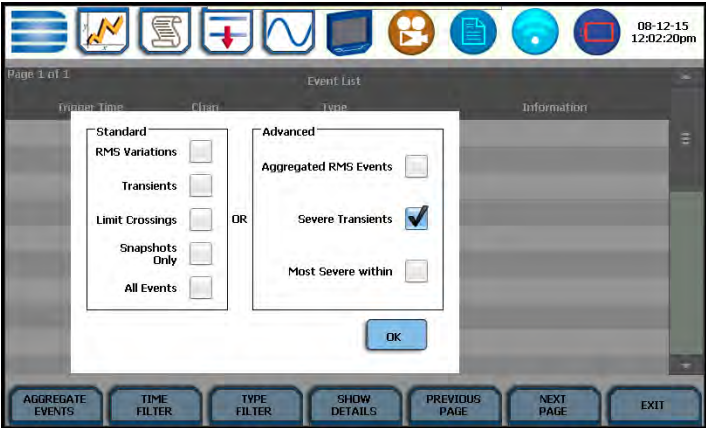 08-12-15
12:02:20pm
Page 1 of 1
Event List
Trigger Time Chan Type Information
Standard
RMS Variations
Transients
Limit Crossings
Snapshots
Only
All Events
OR
Advanced
Aggregated RMS Events
Severe Transients
Most Severe within
OK
AGGREGATE
EVENTS
TIME
FILTER
TYPE
FILTER
SHOW
DETAILS
PREVIOUS
PAGE
NEXT
PAGE
EXIT